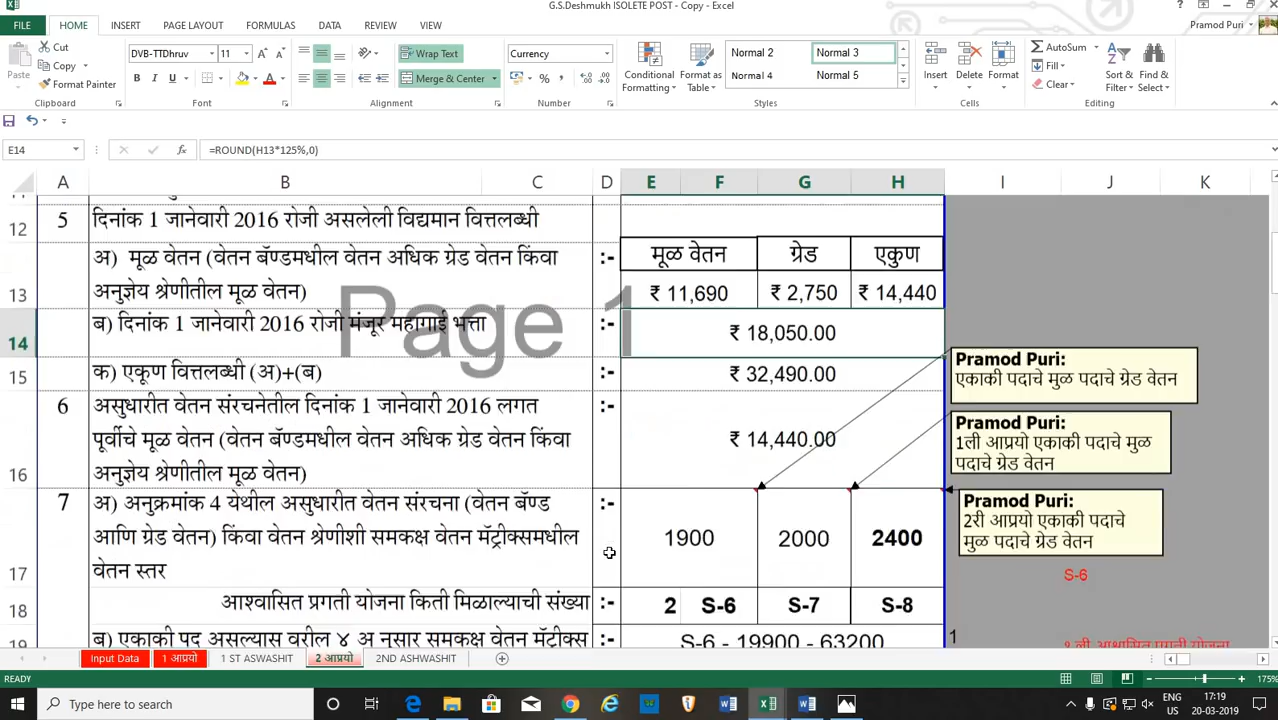 G.S.Deshmukh ISOLETE POST - Copy - Excel
FILE HOME INSERT PAGE LAYOUT FORMULAS DATA REVIEW VIEW Pramod Puri
Cut
Copy
Format Painter
Paste
Clipboard
DVB-TTDhruv 11
B I U
Font
Wrap Text
Merge & Center
Alignment
Currency
Number
Conditional Formatting
Format as Table
Normal 2 Normal 3
Normal 4 Normal 5
Styles
Insert Delete Format
Cells
AutoSum
Fill
Clear
Sort & Filter
Find & Select
Editing
E14 =ROUND(H13*125%,0)
A B C D E F G H I J K
12 5 दिनांक 1 जानेवारी 2016 रोजी असलेली विद्यमान वित्तलब्धी
अ) मूळ वेतन (वेतन बॅण्डमधील वेतन अधिक ग्रेड वेतन किंवा :- मूळ वेतन ग्रेड एकुण
13 अनुज्ञेय श्रेणीतील मूळ वेतन) ₹ 11,690 ₹ 2,750 ₹ 14,440
Page 1
14 ब) दिनांक 1 जानेवारी 2016 रोजी मंजूर महागाई भत्ता :- ₹ 18,050.00
15 क) एकूण वित्तलब्धी (अ)+(ब) :- ₹ 32,490.00
6 असुधारीत वेतन संरचनेतील दिनांक 1 जानेवारी 2016 लगत :-
पूर्वीचे मूळ वेतन (वेतन बॅण्डमधील वेतन अधिक ग्रेड वेतन किंवा ₹ 14,440.00
16 अनुज्ञेय श्रेणीतील मूळ वेतन)
7 अ) अनुक्रमांक 4 येथील असुधारीत वेतन संरचना (वेतन बॅण्ड :-
आणि ग्रेड वेतन) किंवा वेतन श्रेणीशी समकक्ष वेतन मॅट्रीक्समधील 1900 2000 2400
17 वेतन स्तर
18 आश्वासित प्रगती योजना किती मिळाल्याची संख्या :- 2 S-6 S-7 S-8
19 ब) एकाकी पद असल्यास वरील ४ अ नुसार समकक्ष वेतन मॅट्रीक्स :- S-6 - 19900 - 63200 1
Pramod Puri:
एकाकी पदाचे मुळ पदाचे ग्रेड वेतन
Pramod Puri:
1ली आप्रयो एकाकी पदाचे मुळ
पदाचे ग्रेड वेतन
Pramod Puri:
2री आप्रयो एकाकी पदाचे
मुळ पदाचे ग्रेड वेतन
S-6
Input Data 1 आप्रयो 1 ST ASWASHIT 2 आप्रयो 2ND ASHWASHIT
READY 175%
Type here to search
ENG 17:19
US 20-03-2019